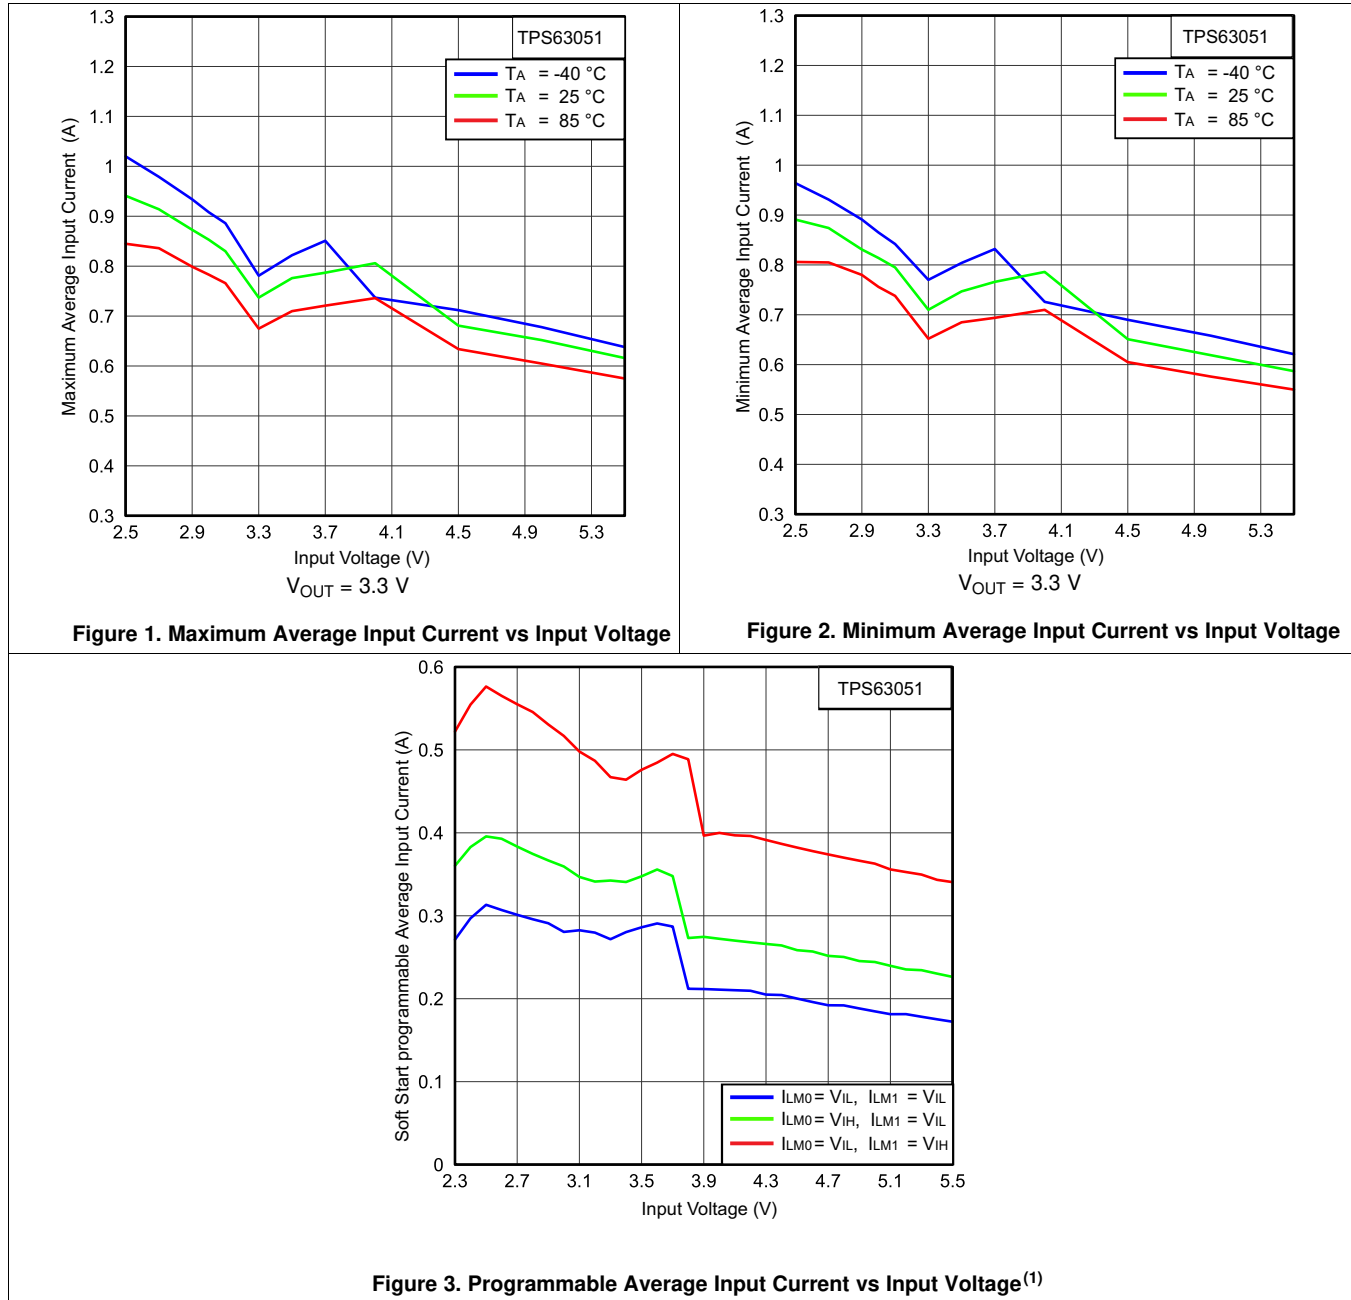 1.3
1.2
1.1
1
0.9
0.8
0.7
0.6
0.5
0.4
0.3
Maximum Average Input Current (A)
TPS63051
TA = -40 °C
TA = 25 °C
TA = 85 °C
2.5 2.9 3.3 3.7 4.1 4.5 4.9 5.3
Input Voltage (V)
VOUT = 3.3 V
Figure 1. Maximum Average Input Current vs Input Voltage
1.3
1.2
1.1
1
0.9
0.8
0.7
0.6
0.5
0.4
0.3
Minimum Average Input Current (A)
TPS63051
TA = -40 °C
TA = 25 °C
TA = 85 °C
2.5 2.9 3.3 3.7 4.1 4.5 4.9 5.3
Input Voltage (V)
VOUT = 3.3 V
Figure 2. Minimum Average Input Current vs Input Voltage
0.6
0.5
0.4
0.3
0.2
0.1
0
Soft Start programmable Average Input Current (A)
TPS63051
ILM0 = VIL, ILM1 = VIL
ILM0 = VIH, ILM1 = VIL
ILM0 = VIL, ILM1 = VIH
2.3 2.7 3.1 3.5 3.9 4.3 4.7 5.1 5.5
Input Voltage (V)
Figure 3. Programmable Average Input Current vs Input Voltage(1)